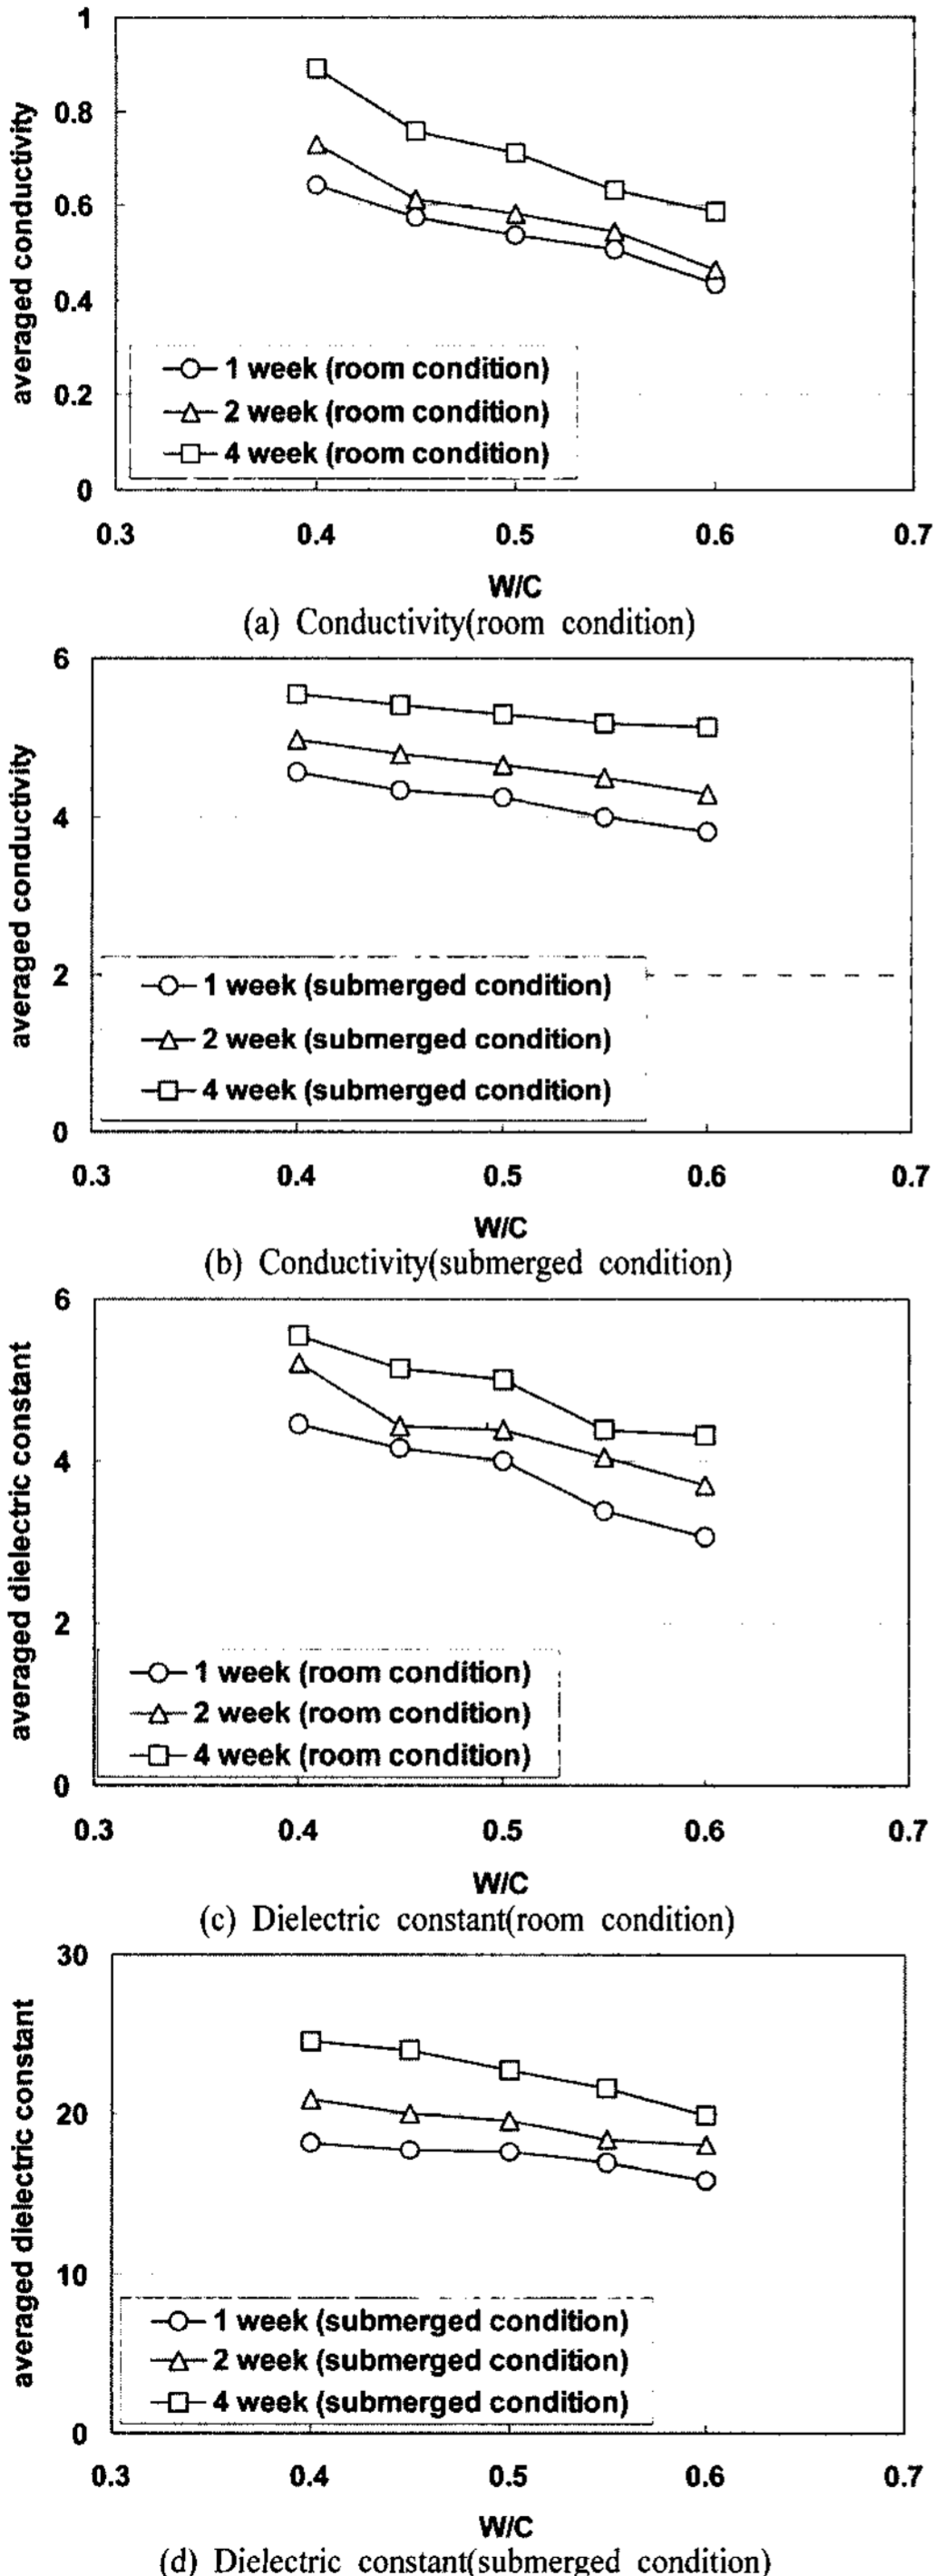 1
0.8
0.6
0.4
0.2
0
averaged conductivity
1 week (room condition)
2 week (room condition)
4 week (room condition)
0.3 0.4 0.5 0.6 0.7
W/C
(a) Conductivity(room condition)
6
4
2
0
averaged conductivity
1 week (submerged condition)
2 week (submerged condition)
4 week (submerged condition)
0.3 0.4 0.5 0.6 0.7
W/C
(b) Conductivity(submerged condition)
6
4
2
0
averaged dielectric constant
1 week (room condition)
2 week (room condition)
4 week (room condition)
0.3 0.4 0.5 0.6 0.7
W/C
(c) Dielectric constant(room condition)
30
20
10
0
averaged dielectric constant
1 week (submerged condition)
2 week (submerged condition)
4 week (submerged condition)
0.3 0.4 0.5 0.6 0.7
W/C
(d) Dielectric constant(submerged condition)